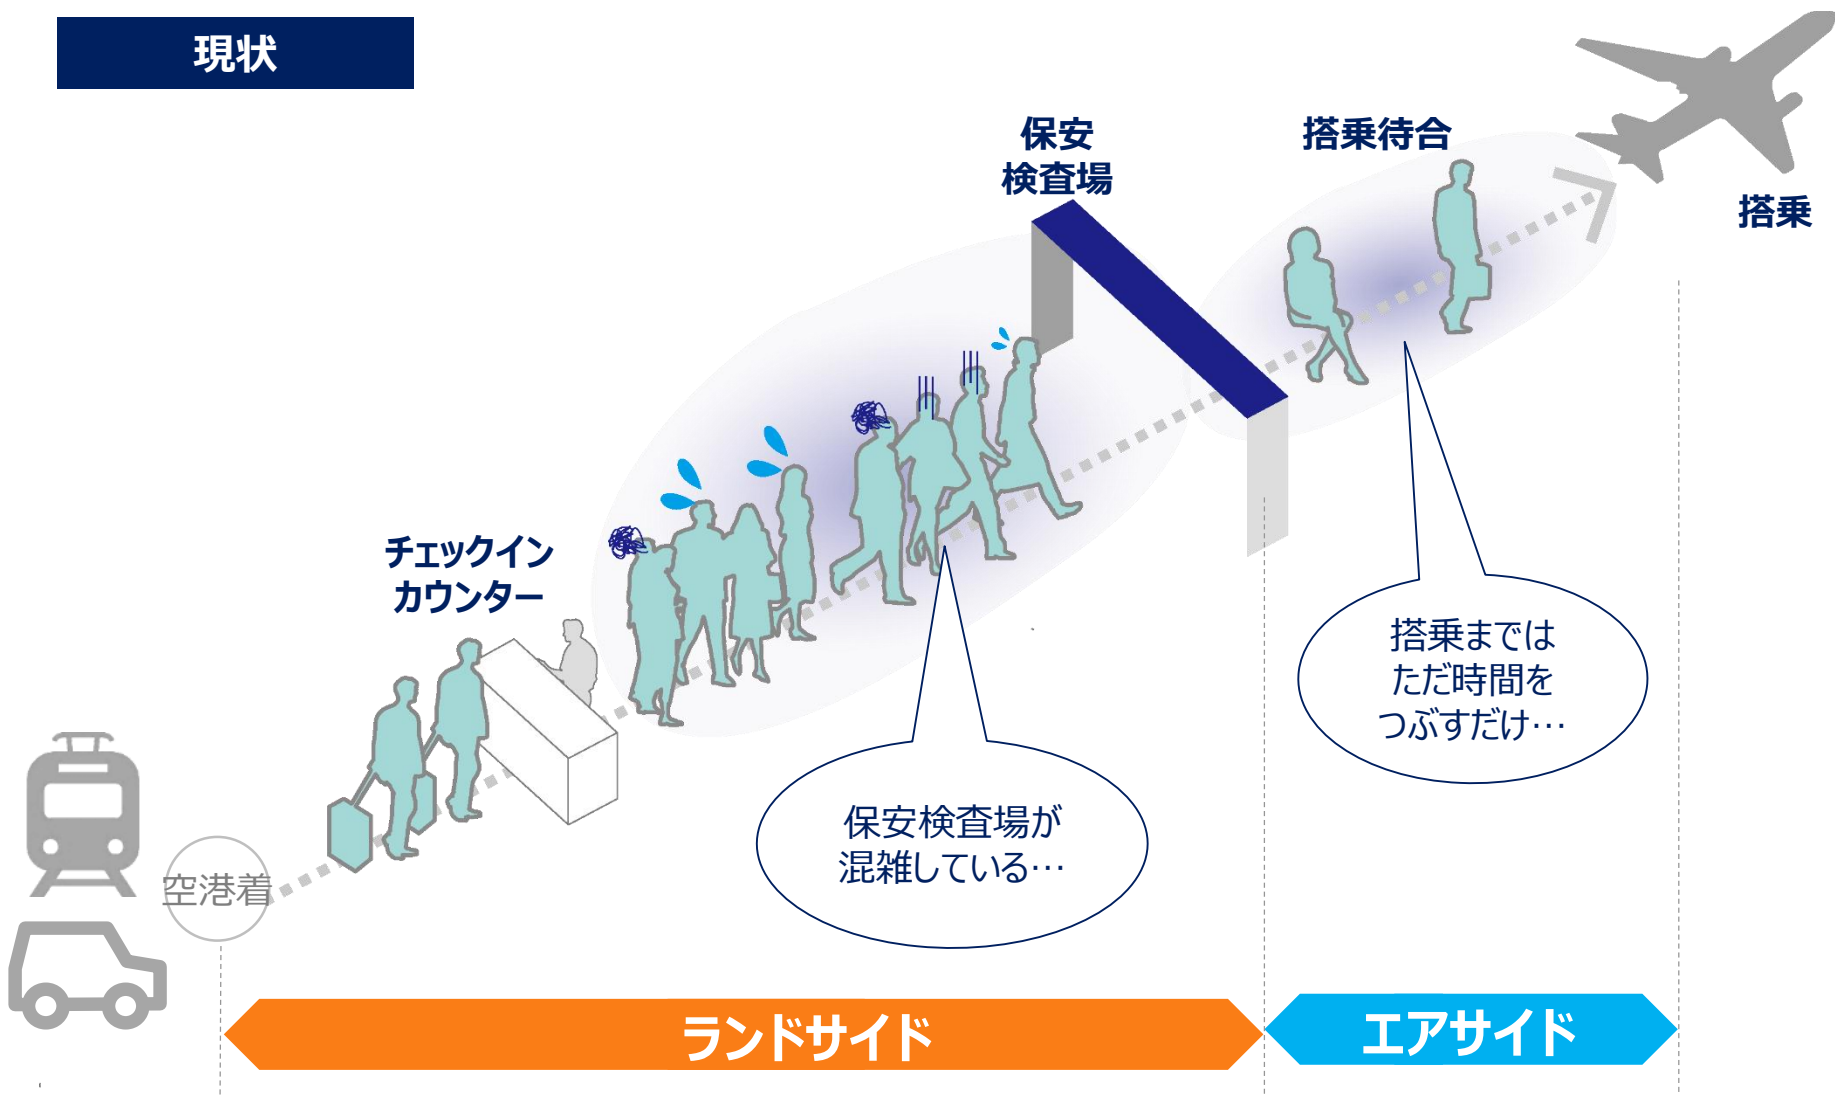 現状
保安
検査場
搭乗待合
搭乗
チェックイン
カウンター
搭乗までは
ただ時間を
つぶすだけ…
保安検査場が
混雑している…
空港着
ランドサイド
エアサイド